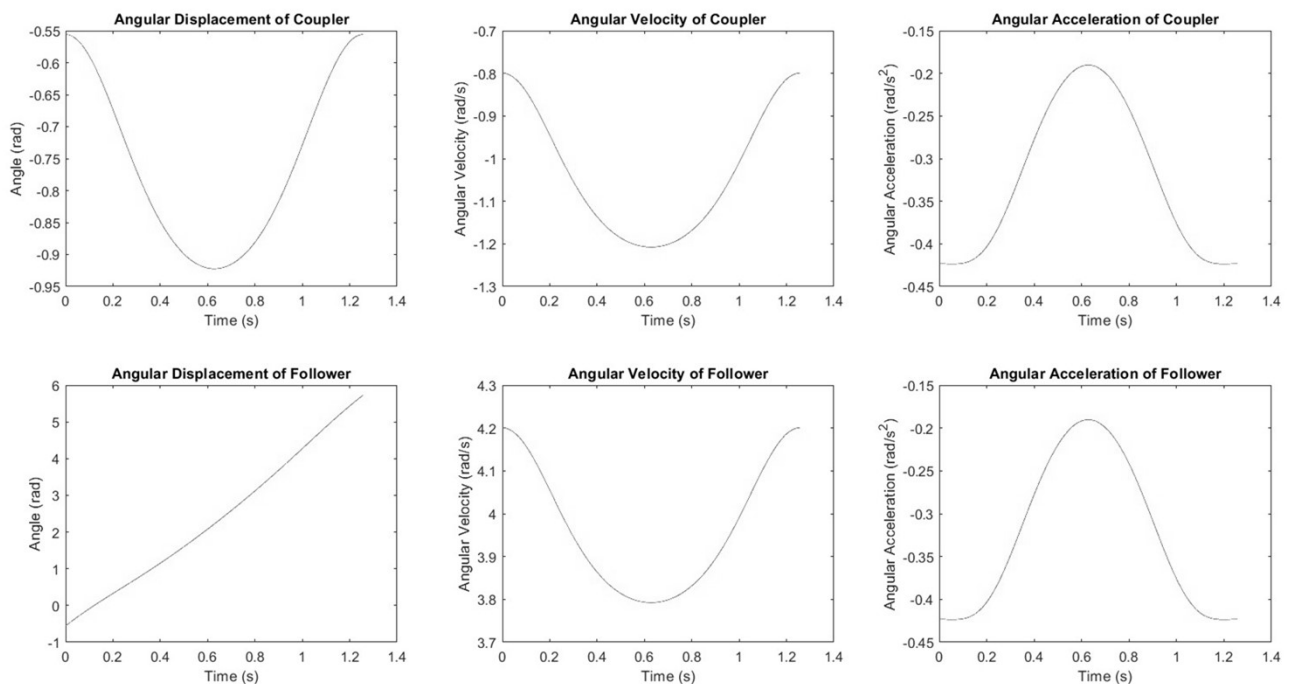 Angular Displacement of Coupler
Angle (rad)
-0.55
-0.6
-0.65
-0.7
-0.75
-0.8
-0.85
-0.9
-0.95
0 0.2 0.4 0.6 0.8 1 1.2 1.4
Time (s)
Angular Velocity of Coupler
Angular Velocity (rad/s)
-0.7
-0.8
-0.9
-1
-1.1
-1.2
-1.3
0 0.2 0.4 0.6 0.8 1 1.2 1.4
Time (s)
Angular Acceleration of Coupler
Angular Acceleration (rad/s²)
-0.15
-0.2
-0.25
-0.3
-0.35
-0.4
-0.45
0 0.2 0.4 0.6 0.8 1 1.2 1.4
Time (s)
Angular Displacement of Follower
Angle (rad)
6
5
4
3
2
1
0
-1
0 0.2 0.4 0.6 0.8 1 1.2 1.4
Time (s)
Angular Velocity of Follower
Angular Velocity (rad/s)
4.3
4.2
4.1
4
3.9
3.8
3.7
0 0.2 0.4 0.6 0.8 1 1.2 1.4
Time (s)
Angular Acceleration of Follower
Angular Acceleration (rad/s²)
-0.15
-0.2
-0.25
-0.3
-0.35
-0.4
-0.45
0 0.2 0.4 0.6 0.8 1 1.2 1.4
Time (s)